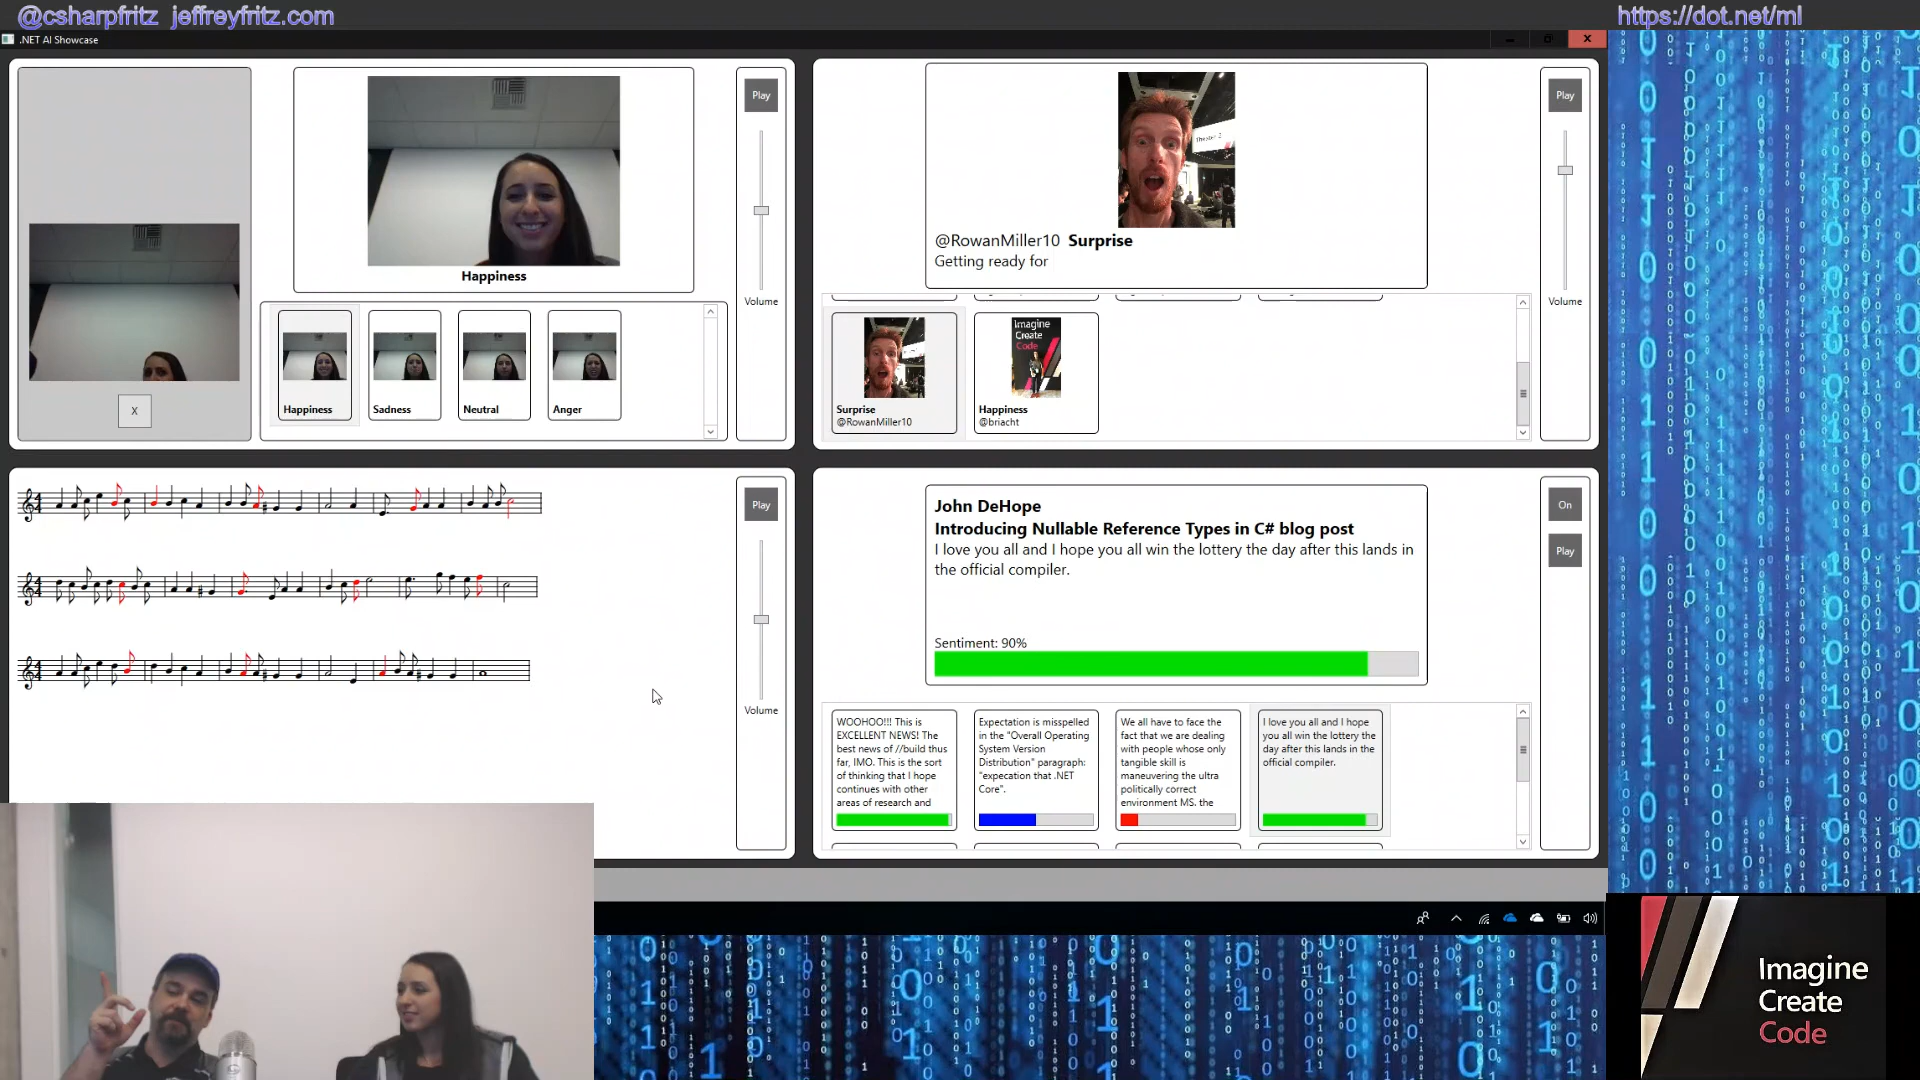 @csharpfritz jeffreyfritz.com
https://dot.net/ml
.NET AI Showcase
X
Happiness
Happiness
Sadness
Neutral
Anger
Play
Volume
Theater 2
@RowanMiller10 Surprise
Getting ready for
Imagine
Create
Code
Surprise
@RowanMiller10
Happiness
@briacht
Play
Volume
Play
Volume
John DeHope
Introducing Nullable Reference Types in C# blog post
I love you all and I hope you all win the lottery the day after this lands in
the official compiler.
Sentiment: 90%
WOOHOO!!! This is
EXCELLENT NEWS! The
best news of //build thus
far, IMO. This is the sort
of thinking that I hope
continues with other
areas of research and
Expectation is misspelled
in the "Overall Operating
System Version
Distribution" paragraph:
"expecation that .NET
Core".
We all have to face the
fact that we are dealing
with people whose only
tangible skill is
maneuvering the ultra
politically correct
environment MS. the
I love you all and I hope
you all win the lottery the
day after this lands in the
official compiler.
On
Play
Imagine
Create
Code